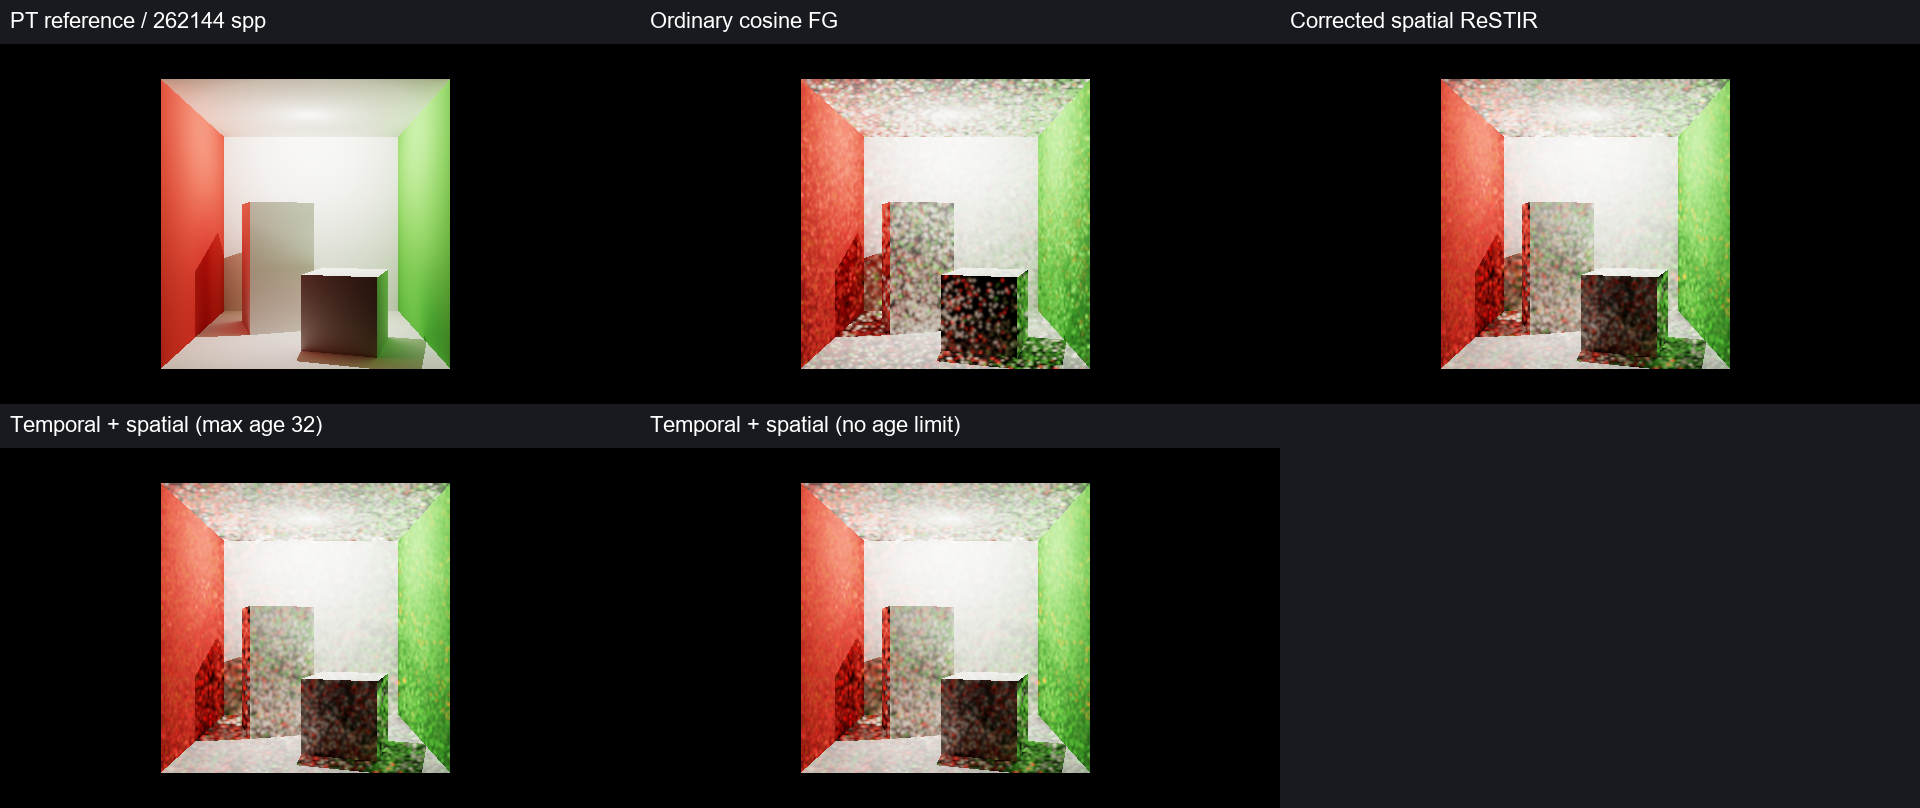 PT reference / 262144 spp
Ordinary cosine FG
Corrected spatial ReSTIR
Temporal + spatial (max age 32)
Temporal + spatial (no age limit)